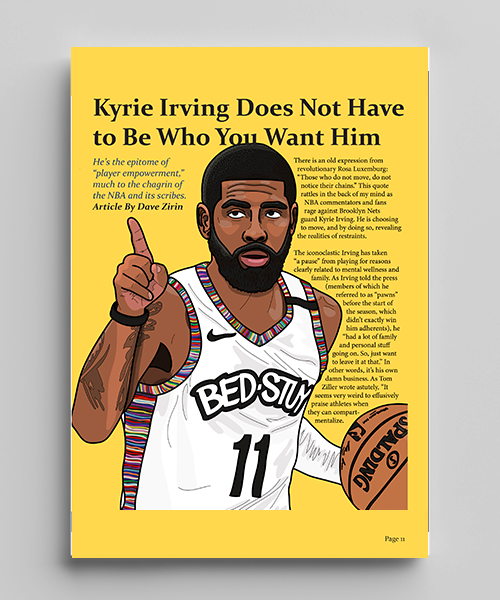 Kyrie Irving Does Not Have
to Be Who You Want Him
He's the epitome of
"player empowerment,"
much to the chagrin of
the NBA and its scribes.
Article By Dave Zirin
There is an old expression from
revolutionary Rosa Luxemburg:
"Those who do not move, do not
notice their chains." This quote
rattles in the back of my mind as
NBA commentators and fans
rage against Brooklyn Nets
guard Kyrie Irving. He is choosing
to move, and by doing so, revealing
the realities of restraints.
The iconoclastic Irving has taken
"a pause" from playing for reasons
clearly related to mental wellness and
family. As Irving told the press
(members of which he
referred to as "pawns"
before the start of
the season, which
didn't exactly win
him adherents), he
"had a lot of family
and personal stuff
going on. So, just want
to leave it at that." In
other words, it's his own
damn business. As Tom
Ziller wrote astutely, "It
seems very weird to effusively
praise athletes when
they can compart-
mentalize.
BED-STUY
11
SPALDING
Page 11